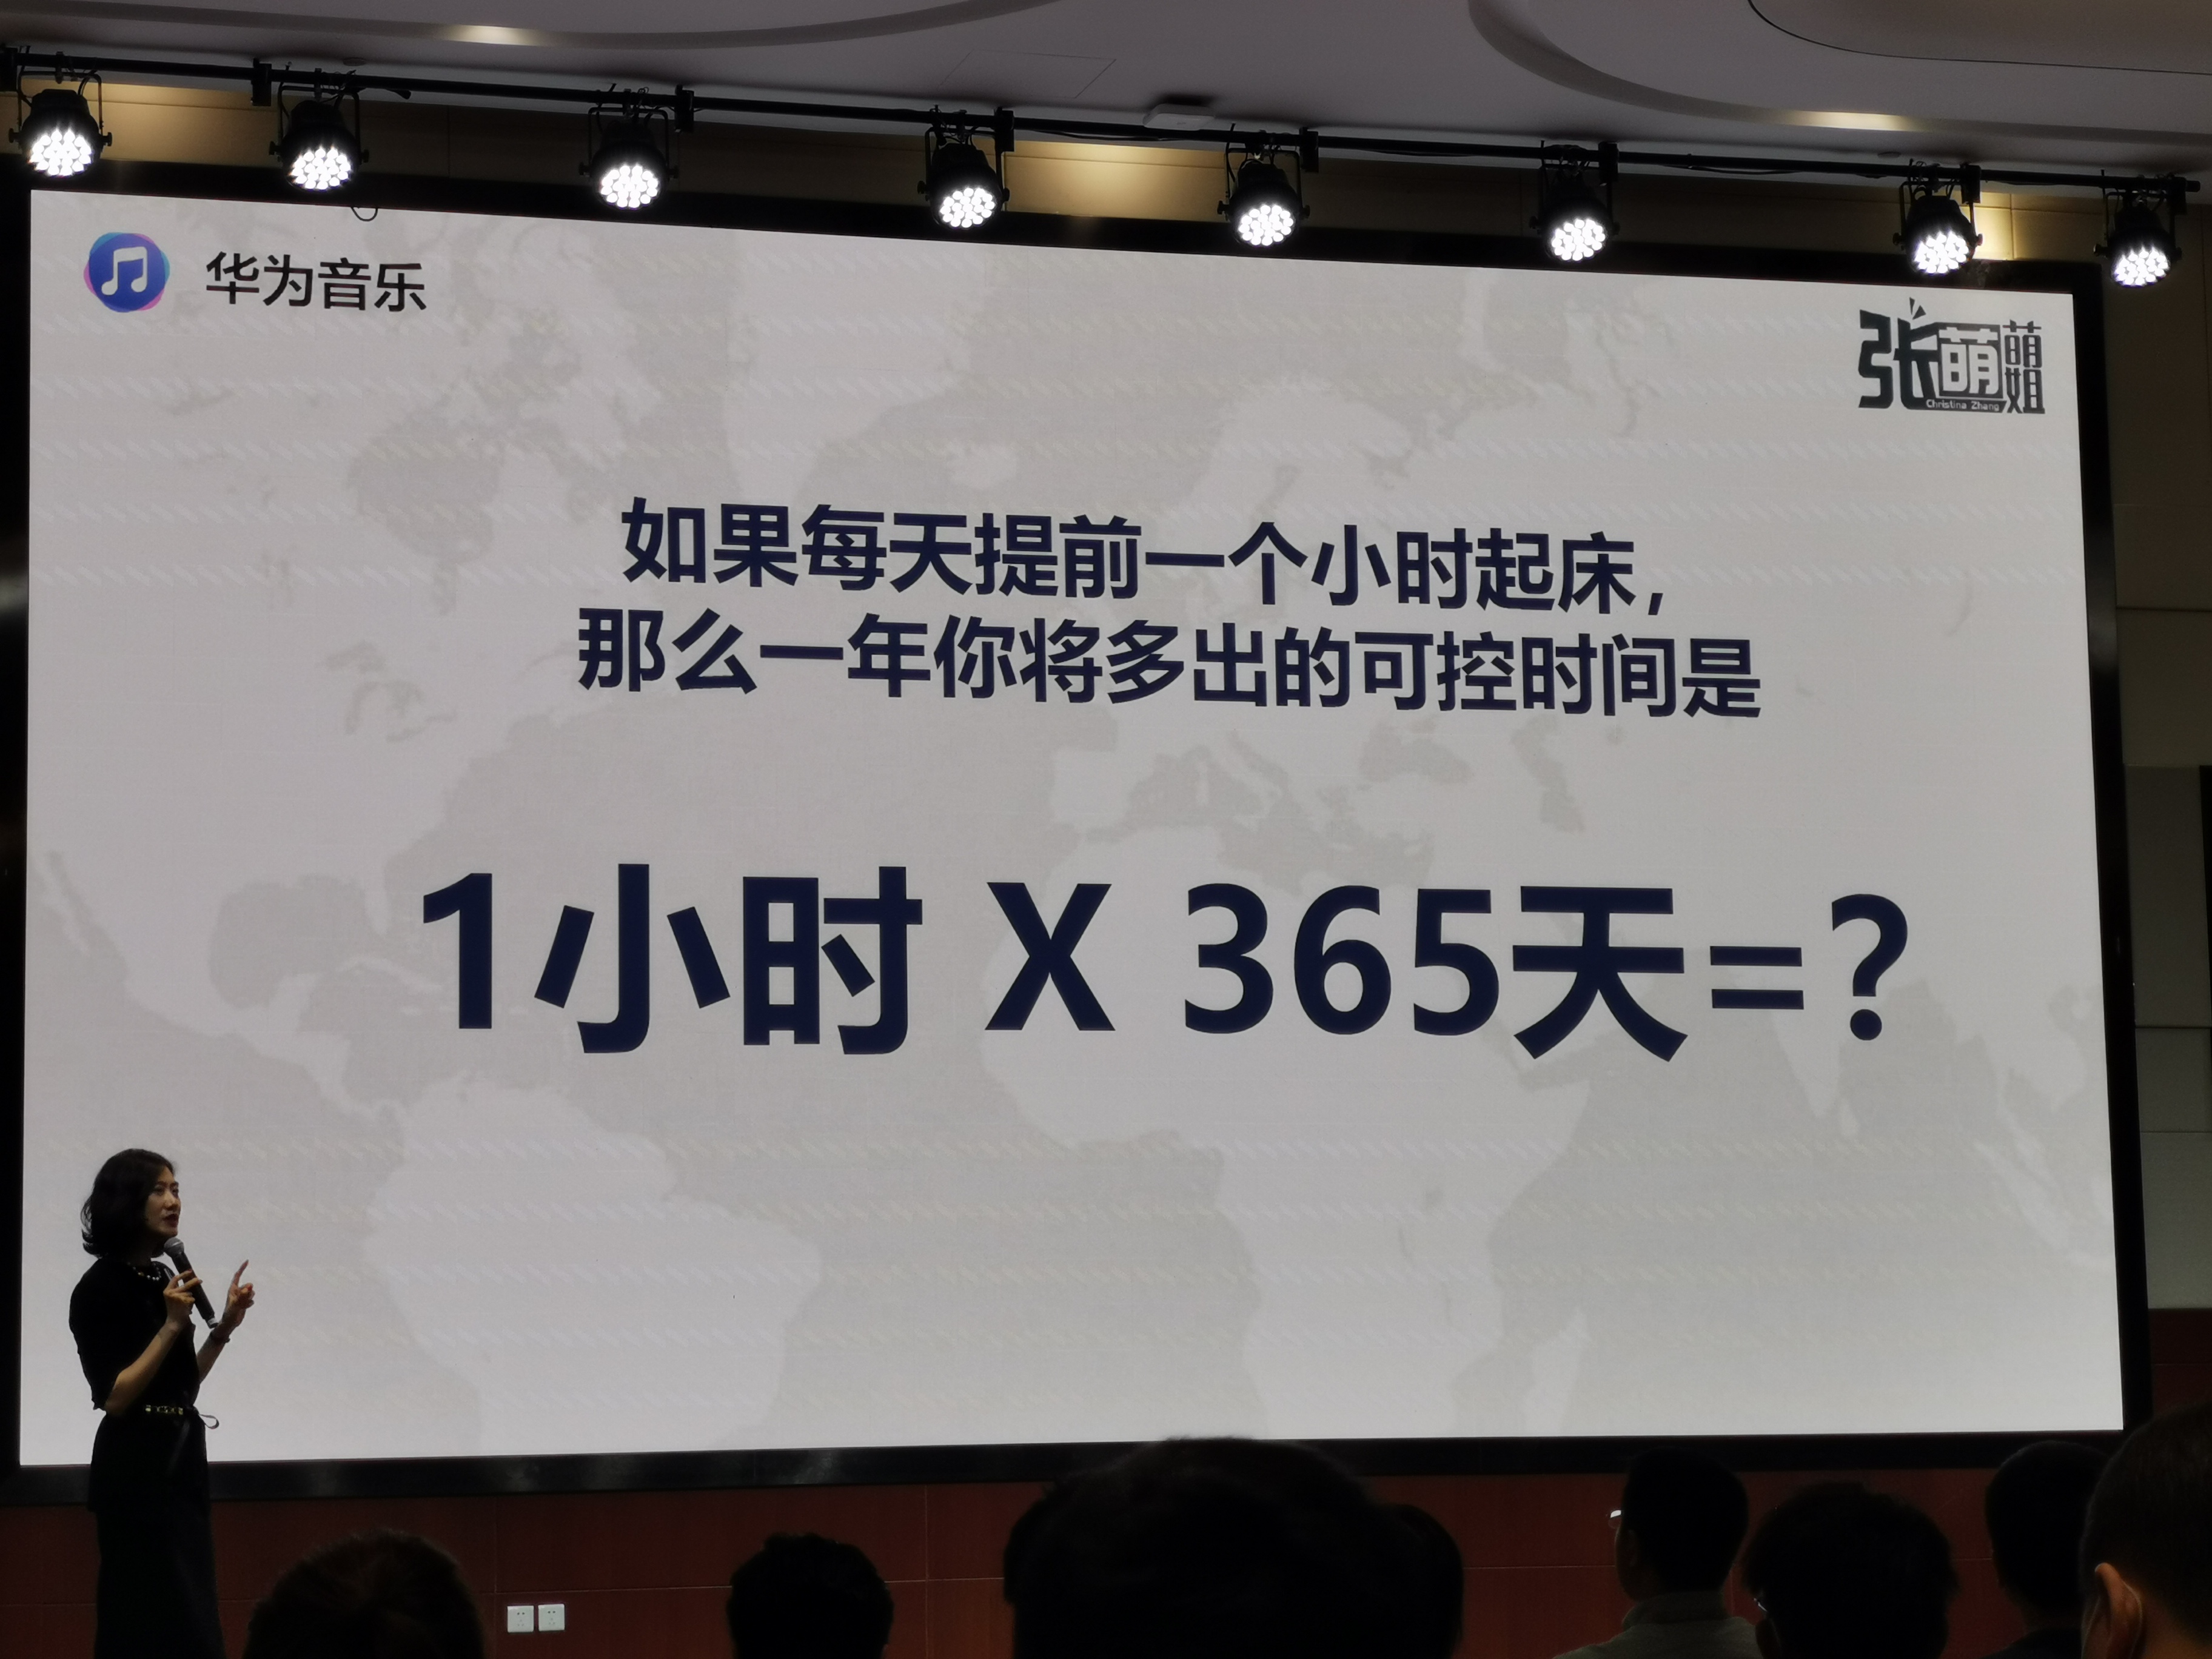 华为音乐
张萌萌姐
Christina Zhang
如果每天提前一个小时起床，
那么一年你将多出的可控时间是
1小时 X 365天=？